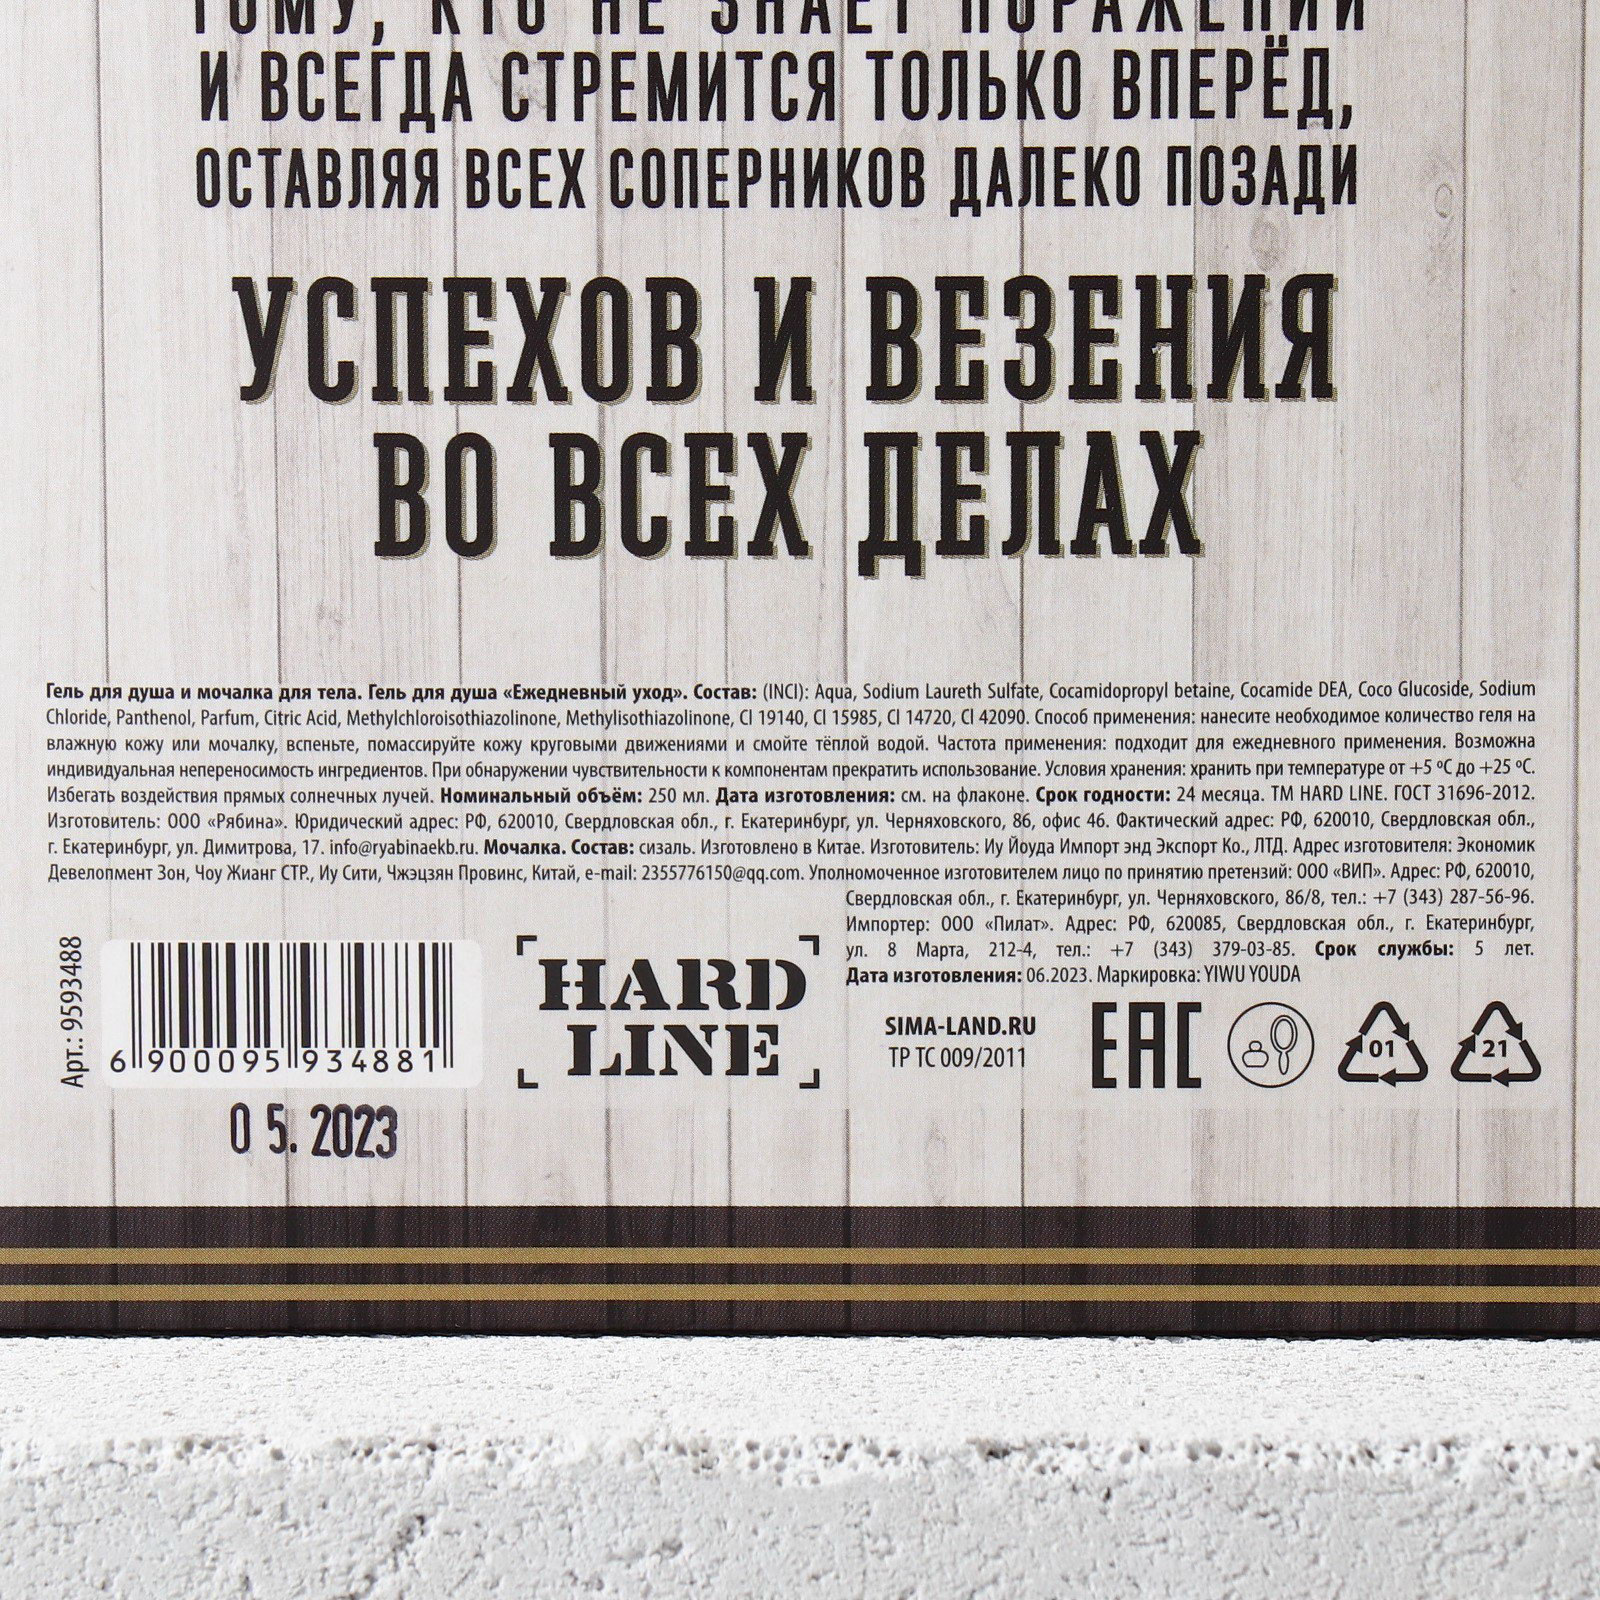 ТОМУ, КТО НЕ ЗНАЕТ ПОРАЖЕНИЙ
И ВСЕГДА СТРЕМИТСЯ ТОЛЬКО ВПЕРЁД,
ОСТАВЛЯЯ ВСЕХ СОПЕРНИКОВ ДАЛЕКО ПОЗАДИ
УСПЕХОВ И ВЕЗЕНИЯ
ВО ВСЕХ ДЕЛАХ
Гель для душа и мочалка для тела. Гель для душа «Ежедневный уход». Состав: (INCI): Aqua, Sodium Laureth Sulfate, Cocamidopropyl betaine, Cocamide DEA, Coco Glucoside, Sodium
Chloride, Panthenol, Parfum, Citric Acid, Methylchloroisothiazolinone, Methylisothiazolinone, Cl 19140, Cl 15985, Cl 14720, Cl 42090. Способ применения: нанесите необходимое количество геля на
влажную кожу или мочалку, вспеньте, помассируйте кожу круговыми движениями и смойте тёплой водой. Частота применения: подходит для ежедневного применения. Возможна
индивидуальная непереносимость ингредиентов. При обнаружении чувствительности к компонентам прекратить использование. Условия хранения: хранить при температуре от +5 ºС до +25 ºС.
Избегать воздействия прямых солнечных лучей. Номинальный объём: 250 мл. Дата изготовления: см. на флаконе. Срок годности: 24 месяца. ТМ HARD LINE. ГОСТ 31696-2012.
Изготовитель: ООО «Рябина». Юридический адрес: РФ, 620010, Свердловская обл., г. Екатеринбург, ул. Черняховского, 86, офис 46. Фактический адрес: РФ, 620010, Свердловская обл.,
г. Екатеринбург, ул. Димитрова, 17. info@ryabinaekb.ru. Мочалка. Состав: сизаль. Изготовлено в Китае. Изготовитель: Иу Йоуда Импорт энд Экспорт Ко., ЛТД. Адрес изготовителя: Экономик
Девелопмент Зон, Чоу Жианг СТР., Иу Сити, Чжэцзян Провинс, Китай, e-mail: 2355776150@qq.com. Уполномоченное изготовителем лицо по принятию претензий: ООО «ВИП». Адрес: РФ, 620010,
Свердловская обл., г. Екатеринбург, ул. Черняховского, 86/8, тел.: +7 (343) 287-56-96.
Импортер: ООО «Пилат». Адрес: РФ, 620085, Свердловская обл., г. Екатеринбург,
ул. 8 Марта, 212-4, тел.: +7 (343) 379-03-85. Срок службы: 5 лет.
Дата изготовления: 06.2023. Маркировка: YIWU YOUDA
Арт.: 9593488
6 900095 934881
HARD
LINE
SIMA-LAND.RU
ТР ТС 009/2011
EAC
01
21
05.2023